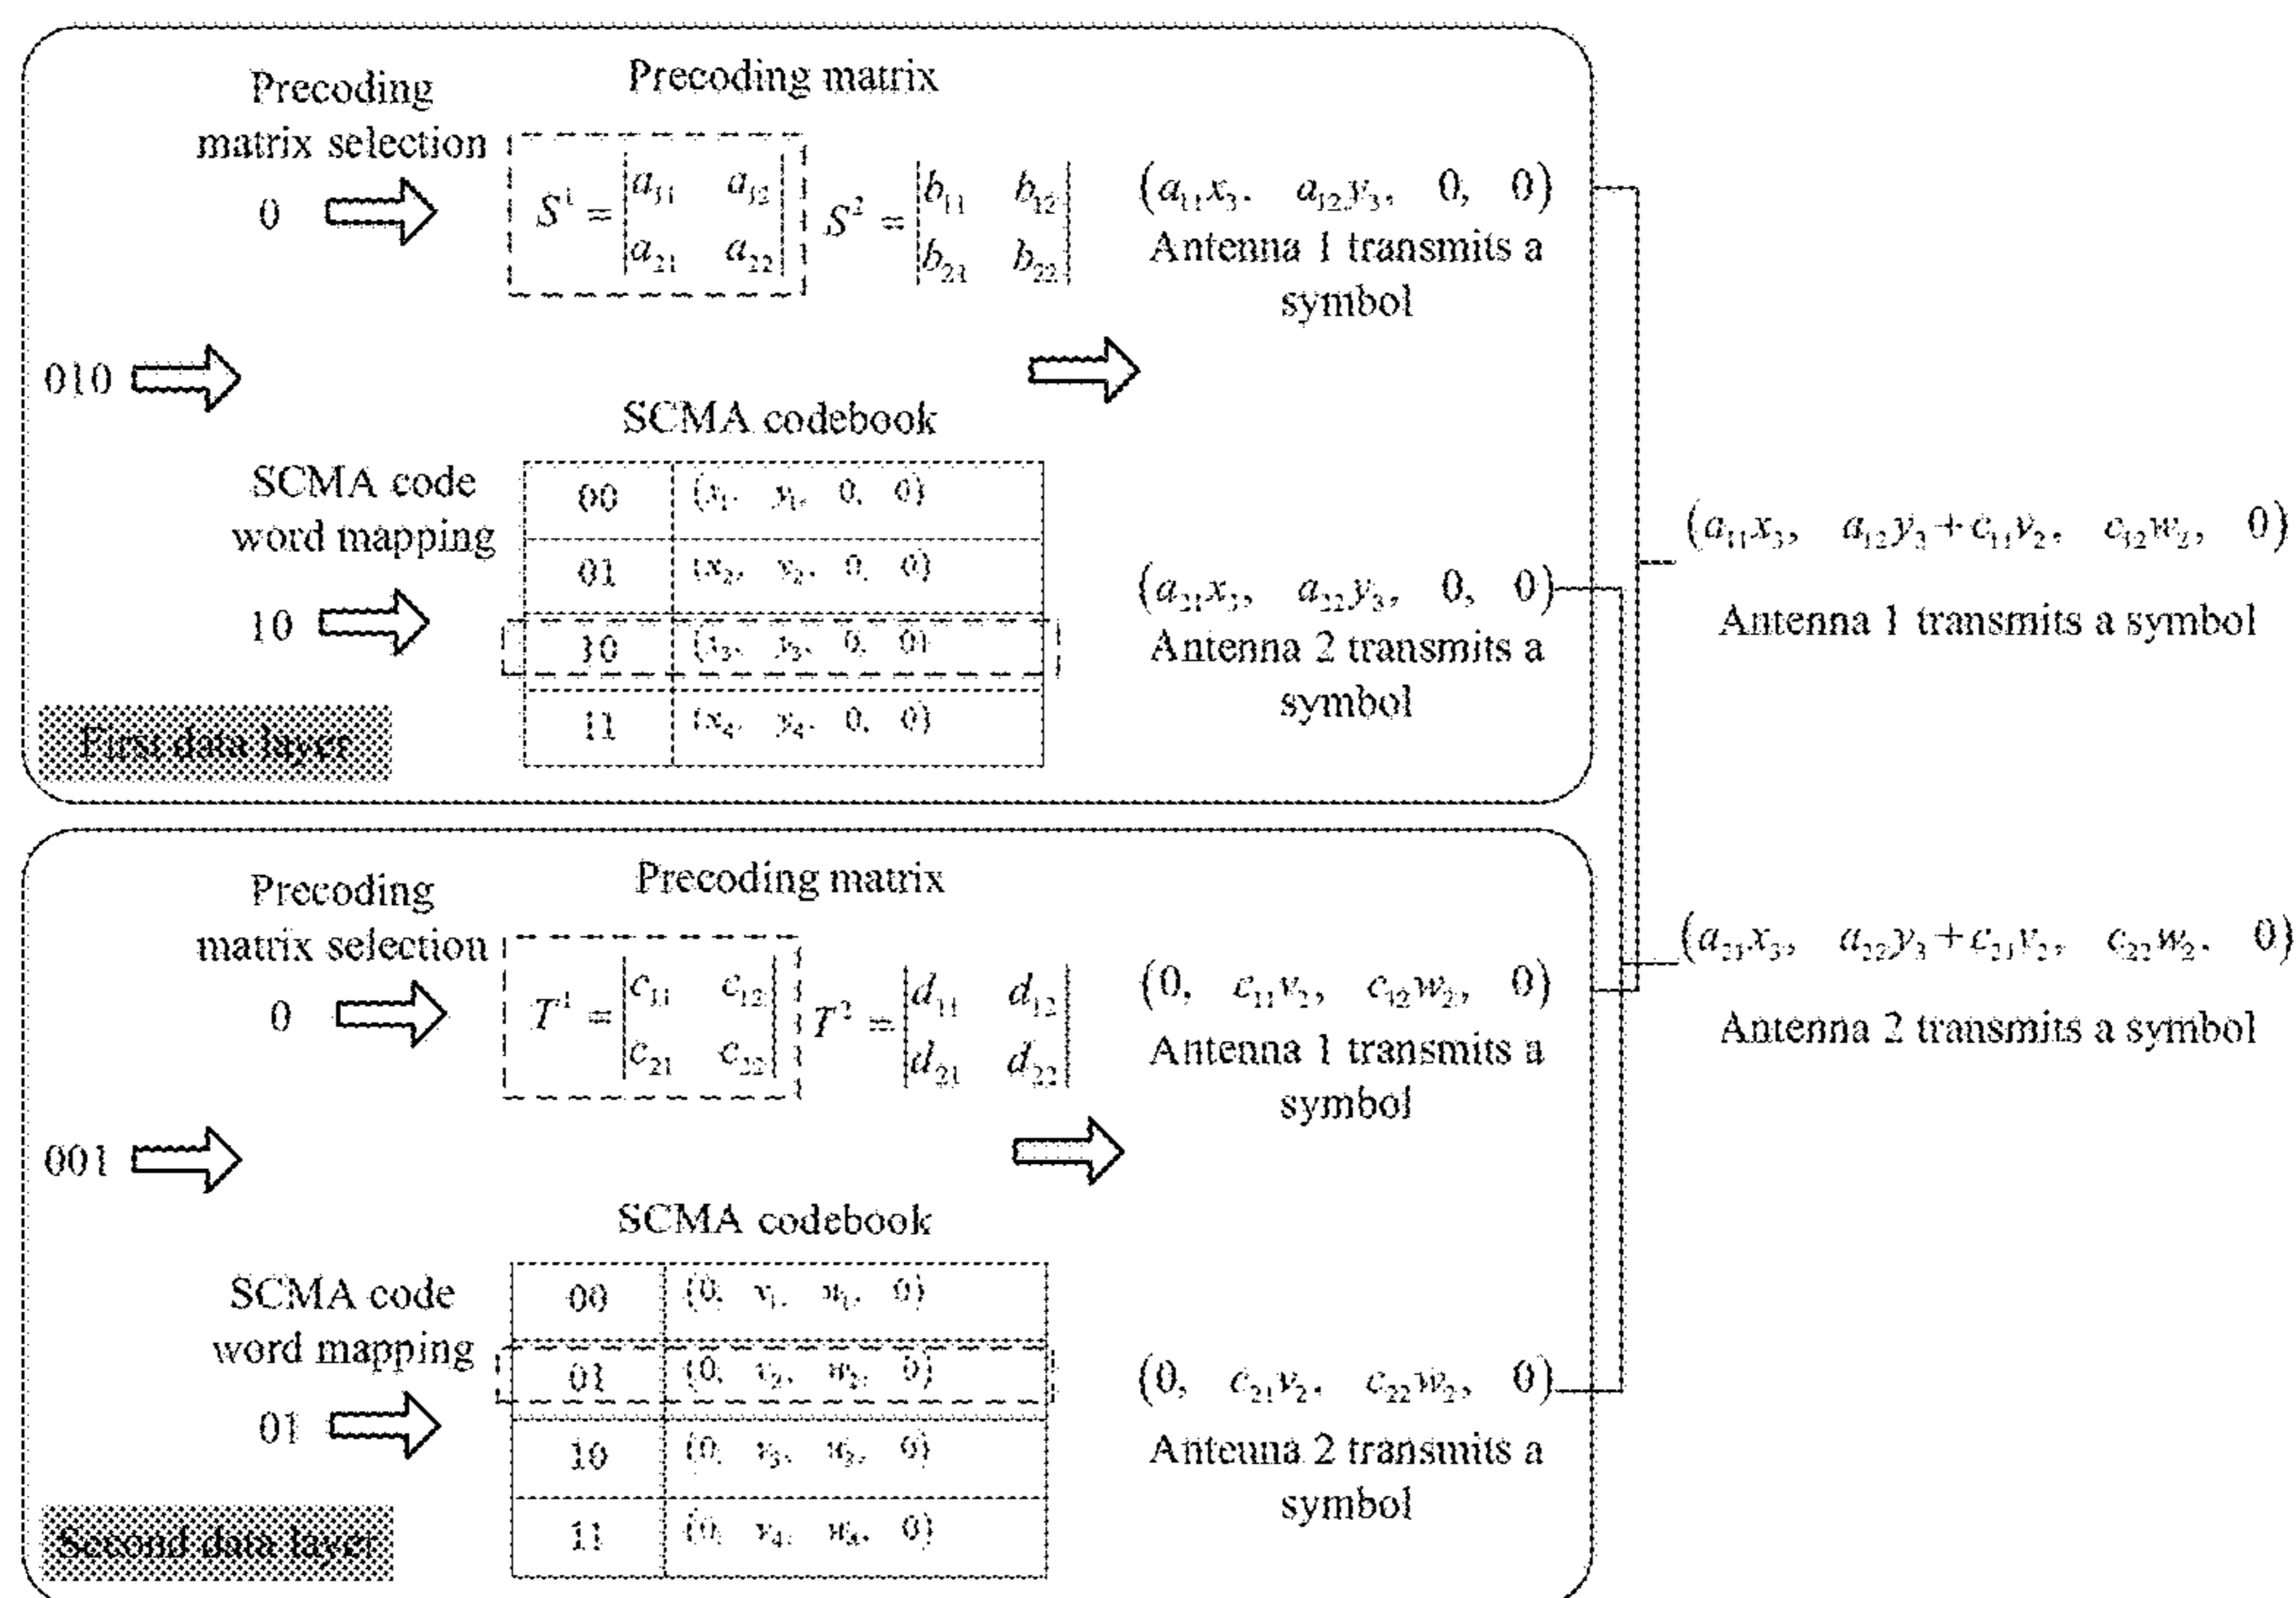 Precoding
matrix selection
0
Precoding matrix
S¹ = |a₁₁ a₁₂|
|a₂₁ a₂₂|
S² = |b₁₁ b₁₂|
|b₂₁ b₂₂|
(a₁₁x₃. a₁₂y₃, 0, 0)
Antenna 1 transmits a
symbol
010
SCMA codebook
SCMA code
word mapping
10
00 (x₁, y₁, 0, 0)
01 (x₂, y₂, 0, 0)
10 (x₃, y₃, 0, 0)
11 (x₄, y₄, 0, 0)
(a₂₁x₃, a₂₂y₃, 0, 0)
Antenna 2 transmits a
symbol
First data layer
(a₁₁x₃, a₁₂y₃+c₁₁v₂, c₁₂w₂, 0)
Antenna 1 transmits a symbol
Precoding
matrix selection
0
Precoding matrix
T¹ = |c₁₁ c₁₂|
|c₂₁ c₂₂|
T² = |d₁₁ d₁₂|
|d₂₁ d₂₂|
(0, c₁₁v₂, c₁₂w₂, 0)
Antenna 1 transmits a
symbol
(a₂₁x₃, a₂₂y₃+c₂₁v₂, c₂₂w₂, 0)
Antenna 2 transmits a symbol
001
SCMA codebook
SCMA code
word mapping
01
00 (0, v₁, w₁, 0)
01 (0, v₂, w₂, 0)
10 (0, v₃, w₃, 0)
11 (0, v₄, w₄, 0)
(0, c₂₁v₂, c₂₂w₂, 0)
Antenna 2 transmits a
symbol
Second data layer